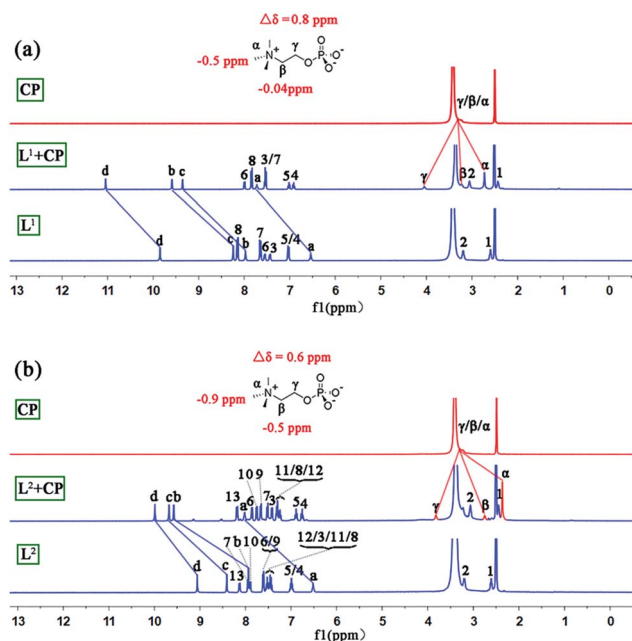 (a)
Δδ = 0.8 ppm
-0.5 ppm
α
N+
β
γ
O
P
O
O-
O-
-0.04ppm
CP
γ/β/α
L1+CP
d
b
c
6
8
a
3/7
5
4
γ
β
2
α
1
L1
d
c
8
b
7
6
3
5/4
a
2
1
13
12
11
10
9
8
7
6
5
4
3
2
1
0
f1(ppm)
(b)
Δδ = 0.6 ppm
-0.9 ppm
α
N+
β
γ
O
P
O
O-
O-
-0.5 ppm
CP
γ/β/α
L2+CP
d
c
b
13
a
10
6
9
7
3
11/8/12
5
4
γ
2
β
1
α
L2
d
c
13
7
b
10
6/9
12/3/11/8
5/4
a
2
1
13
12
11
10
9
8
7
6
5
4
3
2
1
0
f1(ppm)